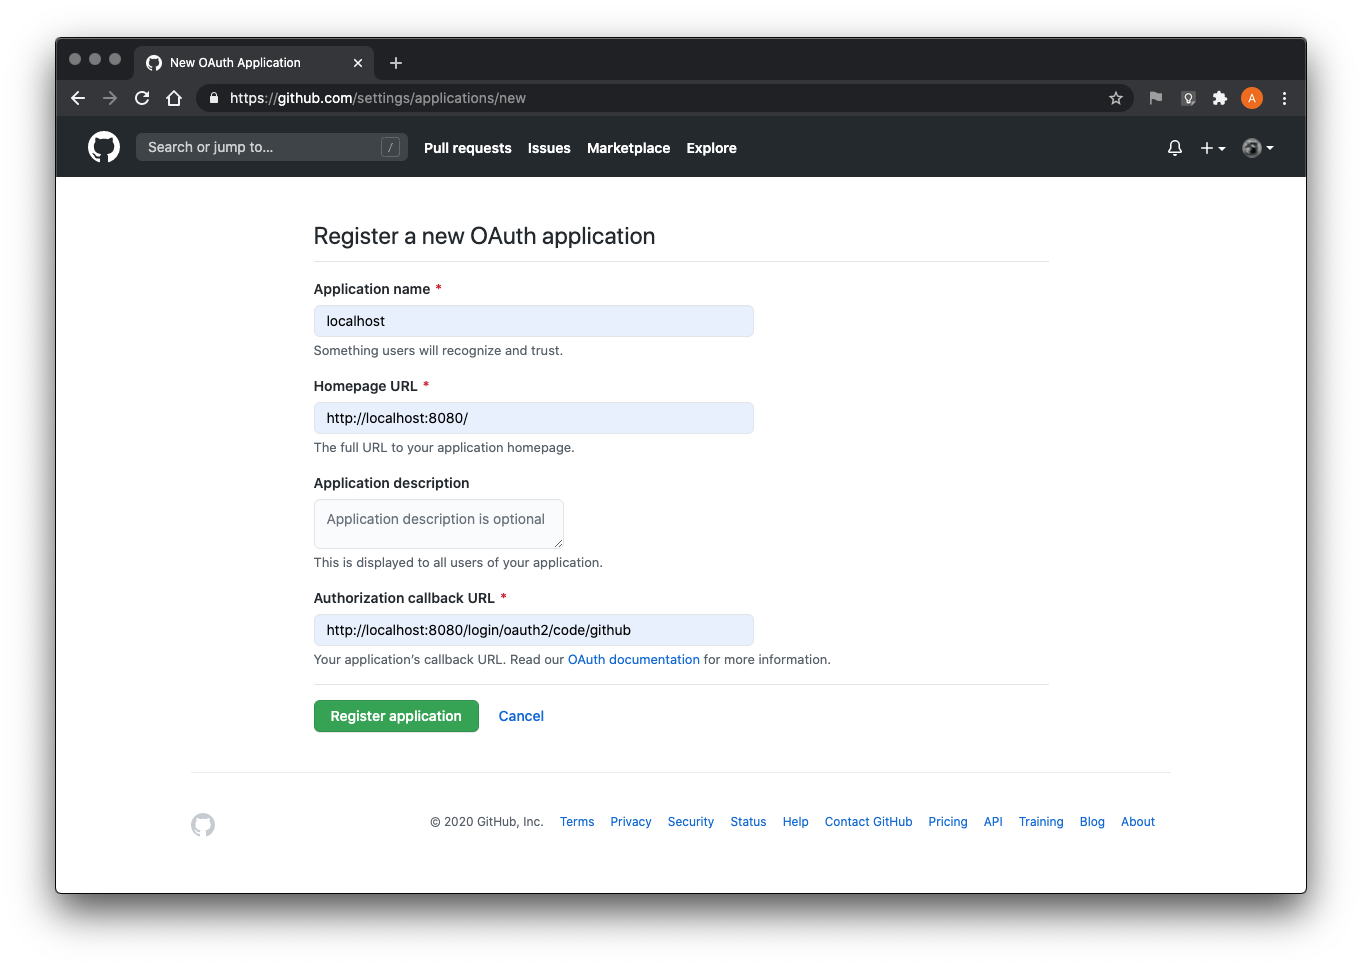 New OAuth Application
https://github.com/settings/applications/new
A
Search or jump to... / Pull requests Issues Marketplace Explore
Register a new OAuth application
Application name *
localhost
Something users will recognize and trust.
Homepage URL *
http://localhost:8080/
The full URL to your application homepage.
Application description
Application description is optional
This is displayed to all users of your application.
Authorization callback URL *
http://localhost:8080/login/oauth2/code/github
Your application's callback URL. Read our OAuth documentation for more information.
Register application Cancel
© 2020 GitHub, Inc. Terms Privacy Security Status Help Contact GitHub Pricing API Training Blog About